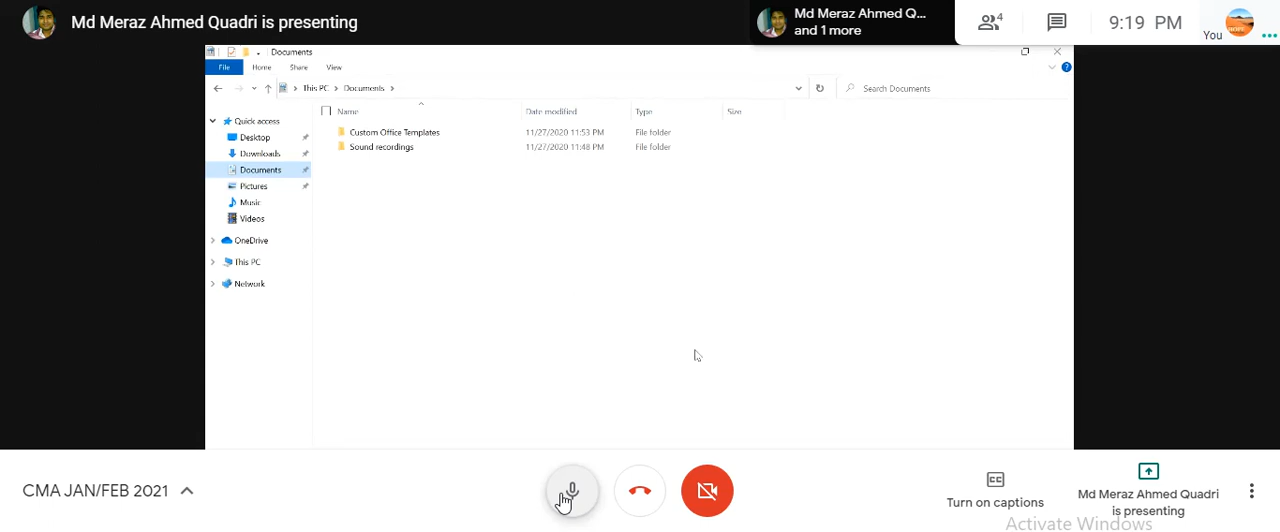 Md Meraz Ahmed Quadri is presenting
Md Meraz Ahmed Q...
and 1 more
4
9:19 PM
You
Documents
File Home Share View
This PC > Documents >
Search Documents
Name Date modified Type Size
Custom Office Templates 11/27/2020 11:53 PM File folder
Sound recordings 11/27/2020 11:48 PM File folder
Quick access
Desktop
Downloads
Documents
Pictures
Music
Videos
OneDrive
This PC
Network
CMA JAN/FEB 2021
Turn on captions
Md Meraz Ahmed Quadri
is presenting
Activate Windows